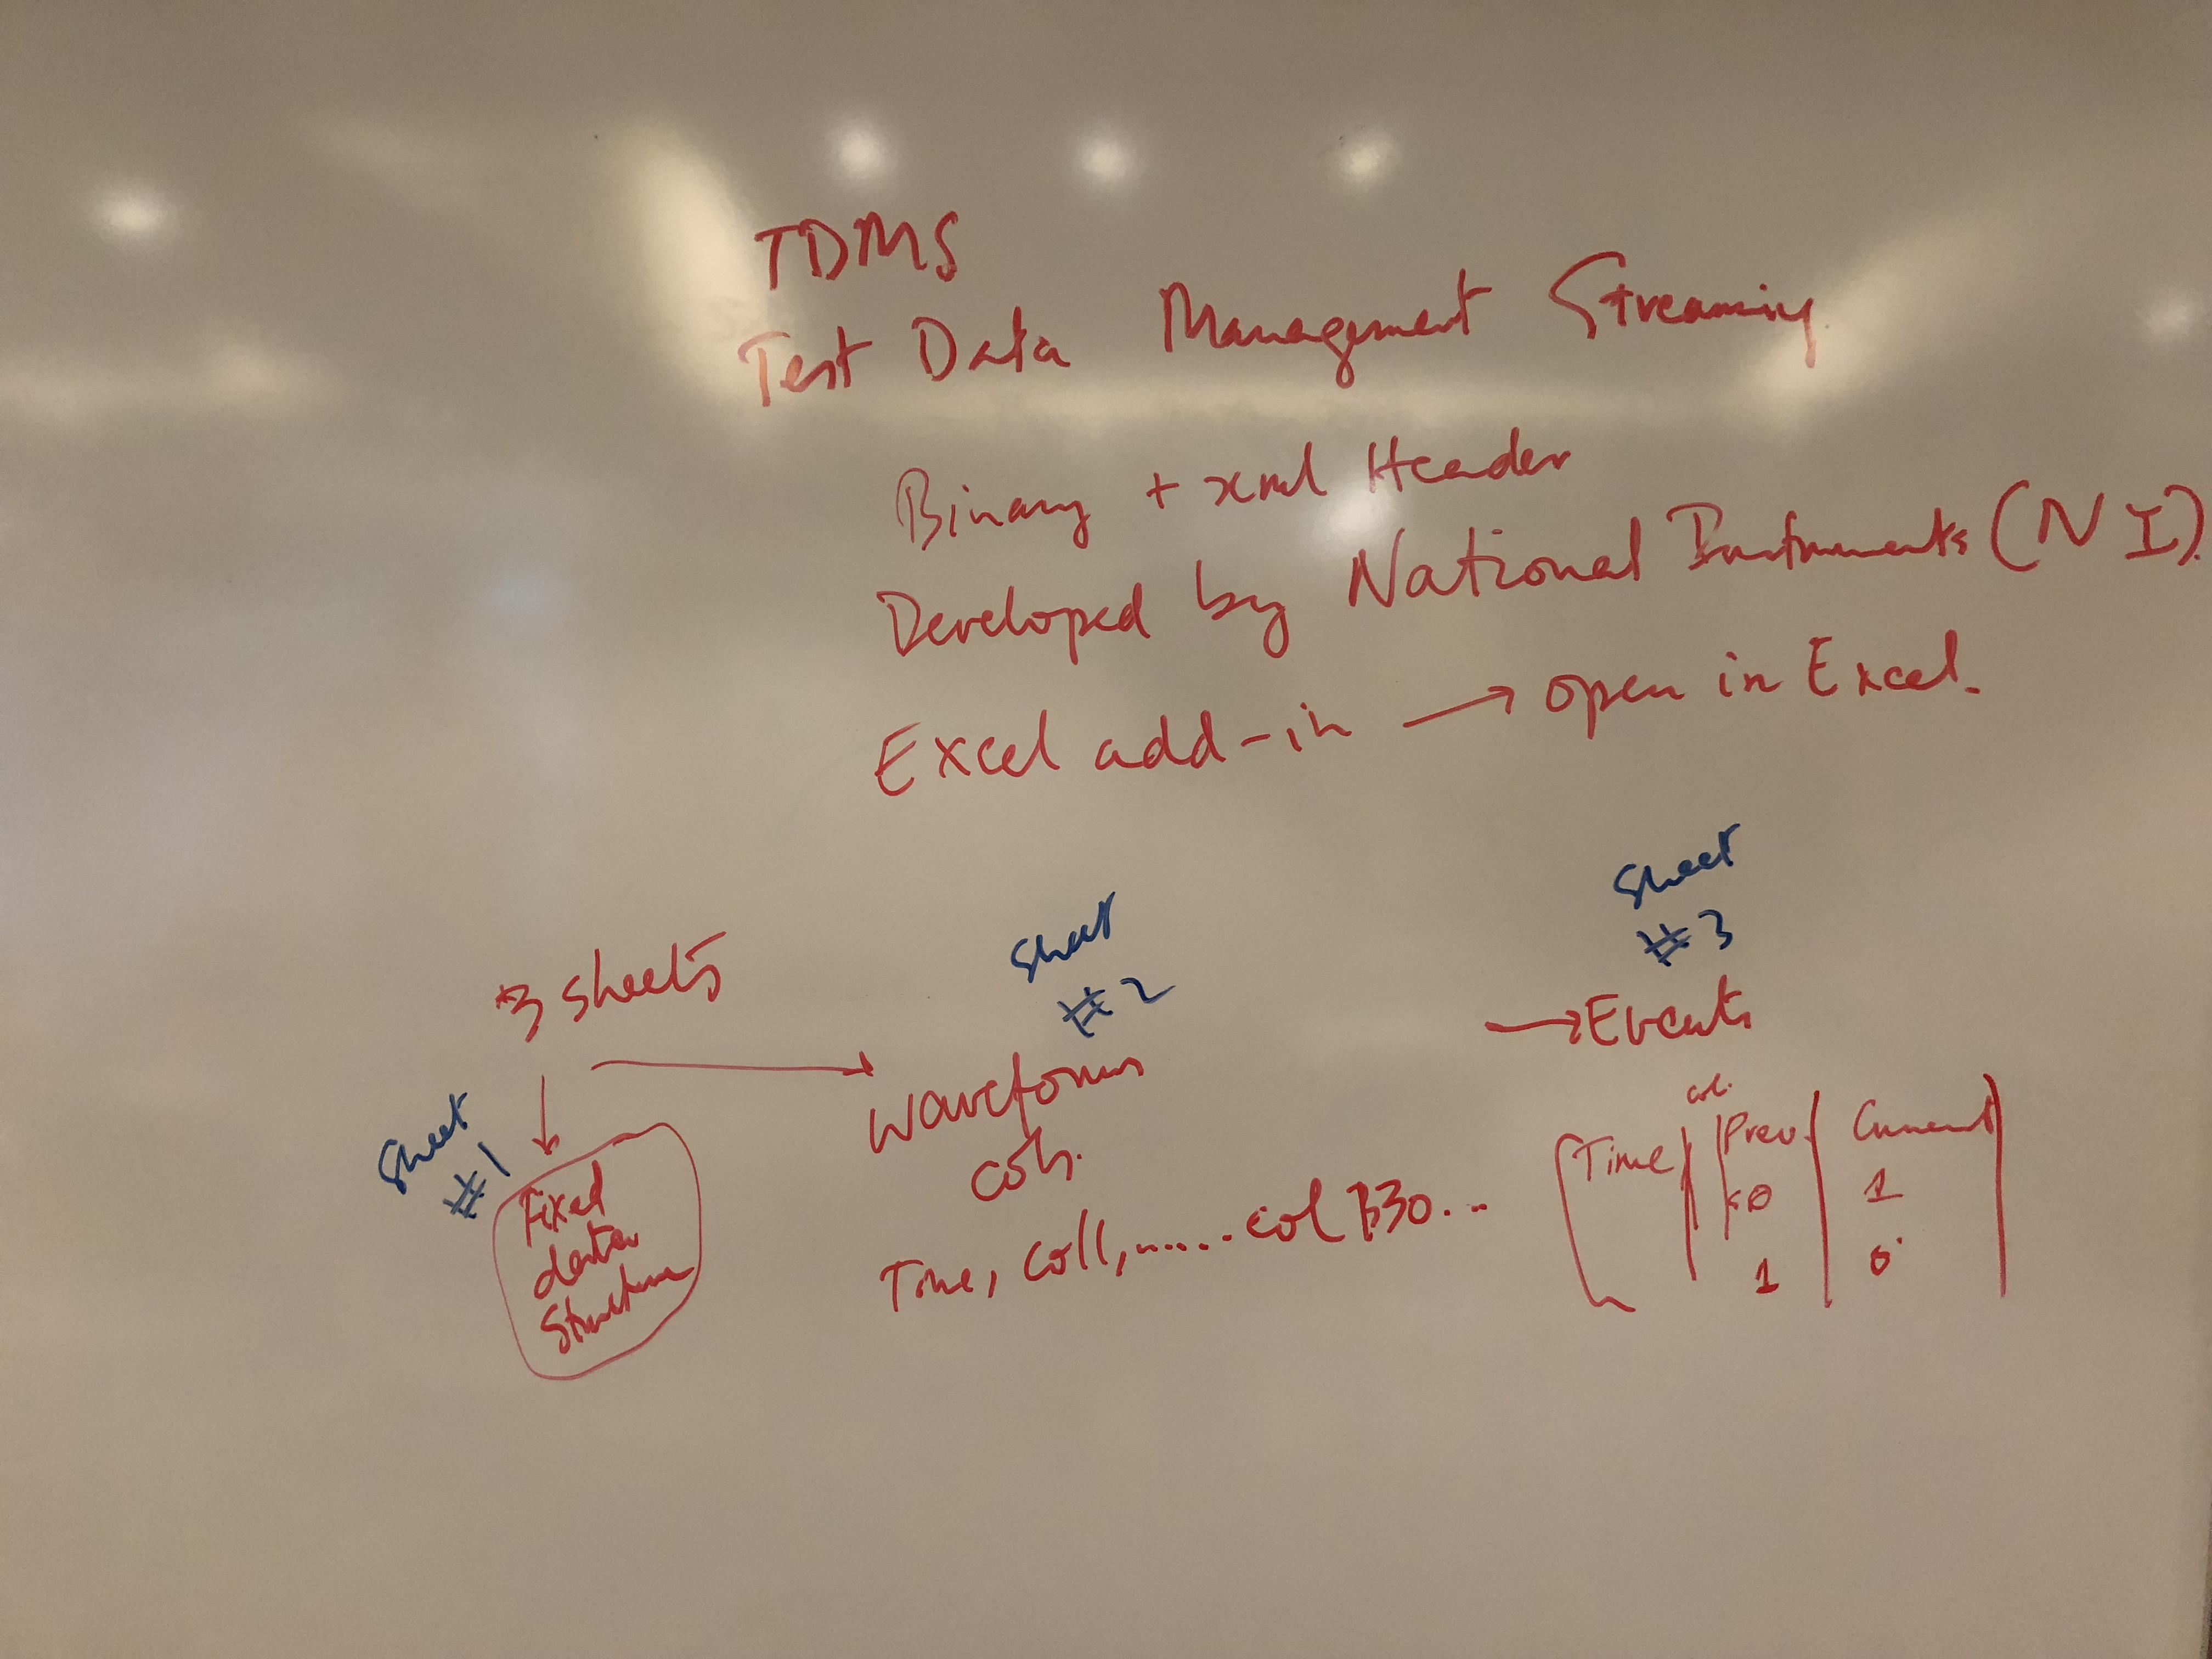 TDMS
Test Data Management Streaming
Binary + xml Header
Developed by National Instruments (NI).
Excel add-in → open in Excel.
3 sheets
Sheet
#1
Fixed
data
Structure
Sheet
#2
Waveforms
cols.
Time, col1, ...... col 30...
Sheet
#3
→ Events
col.
Time | Prev. | Current
0 | 1
1 | 0